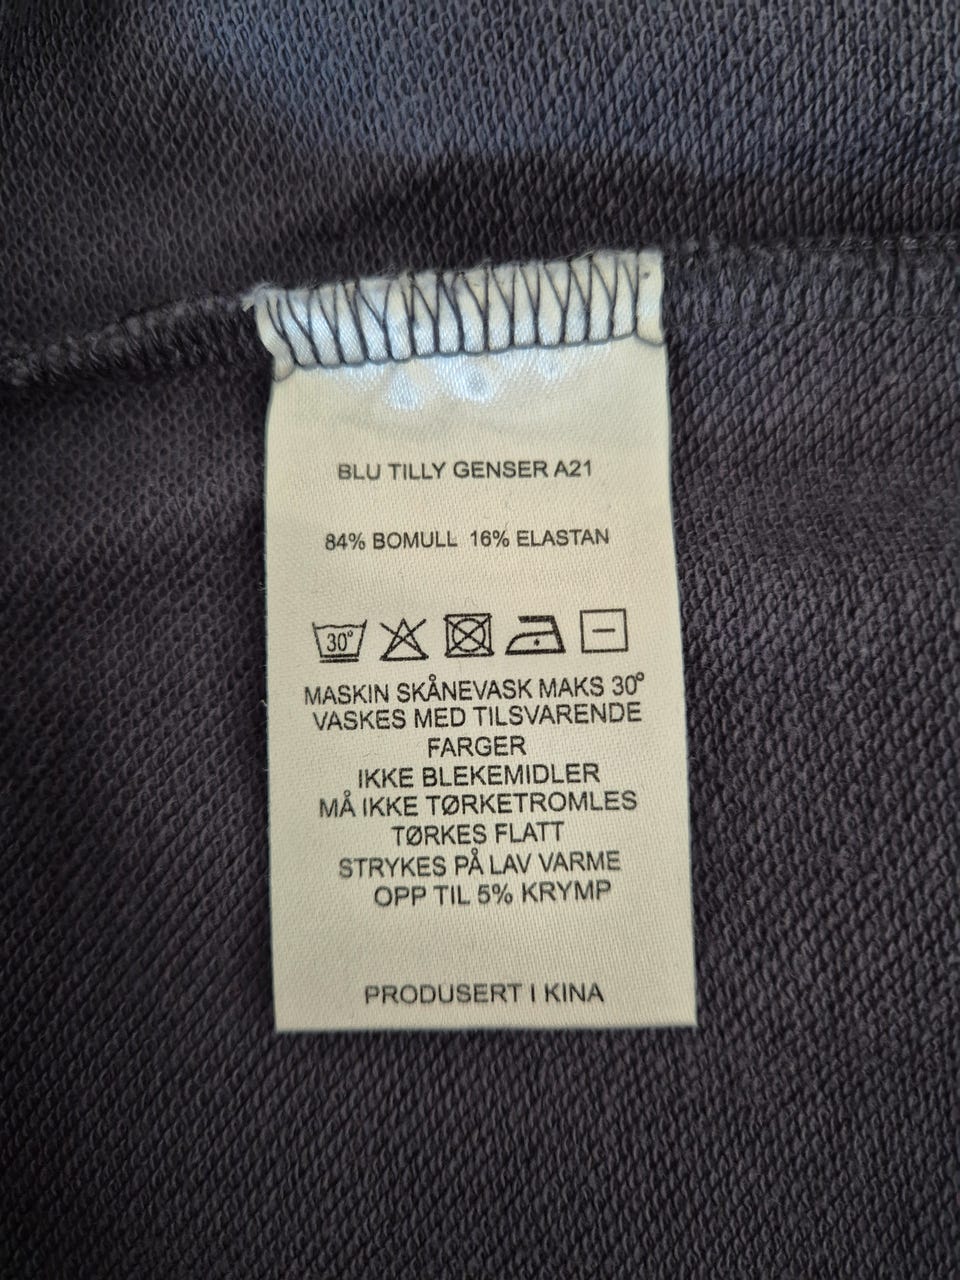 BLU TILLY GENSER A21
84% BOMULL 16% ELASTAN
30°
MASKIN SKÅNEVASK MAKS 30°
VASKES MED TILSVARENDE
FARGER
IKKE BLEKEMIDLER
MÅ IKKE TØRKETROMLES
TØRKES FLATT
STRYKES PÅ LAV VARME
OPP TIL 5% KRYMP
PRODUSERT I KINA